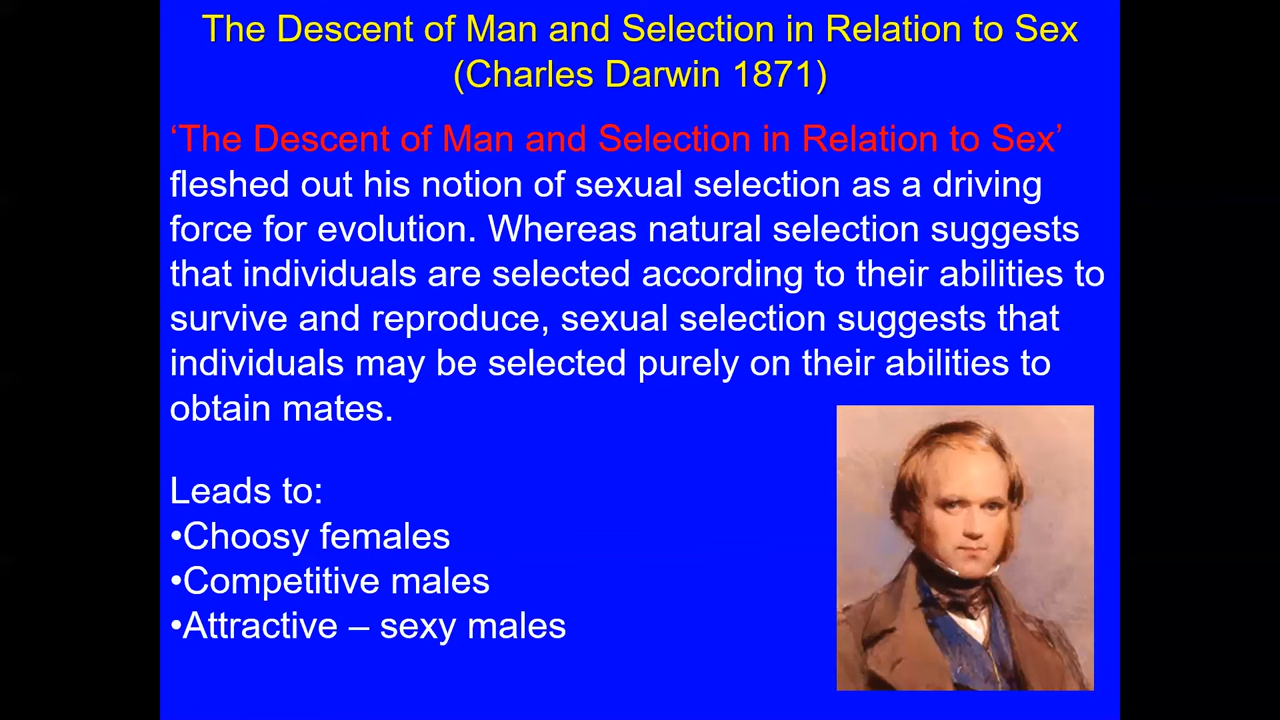 The Descent of Man and Selection in Relation to Sex
(Charles Darwin 1871)
‘The Descent of Man and Selection in Relation to Sex’
fleshed out his notion of sexual selection as a driving
force for evolution. Whereas natural selection suggests
that individuals are selected according to their abilities to
survive and reproduce, sexual selection suggests that
individuals may be selected purely on their abilities to
obtain mates.
Leads to:
•Choosy females
•Competitive males
•Attractive – sexy males